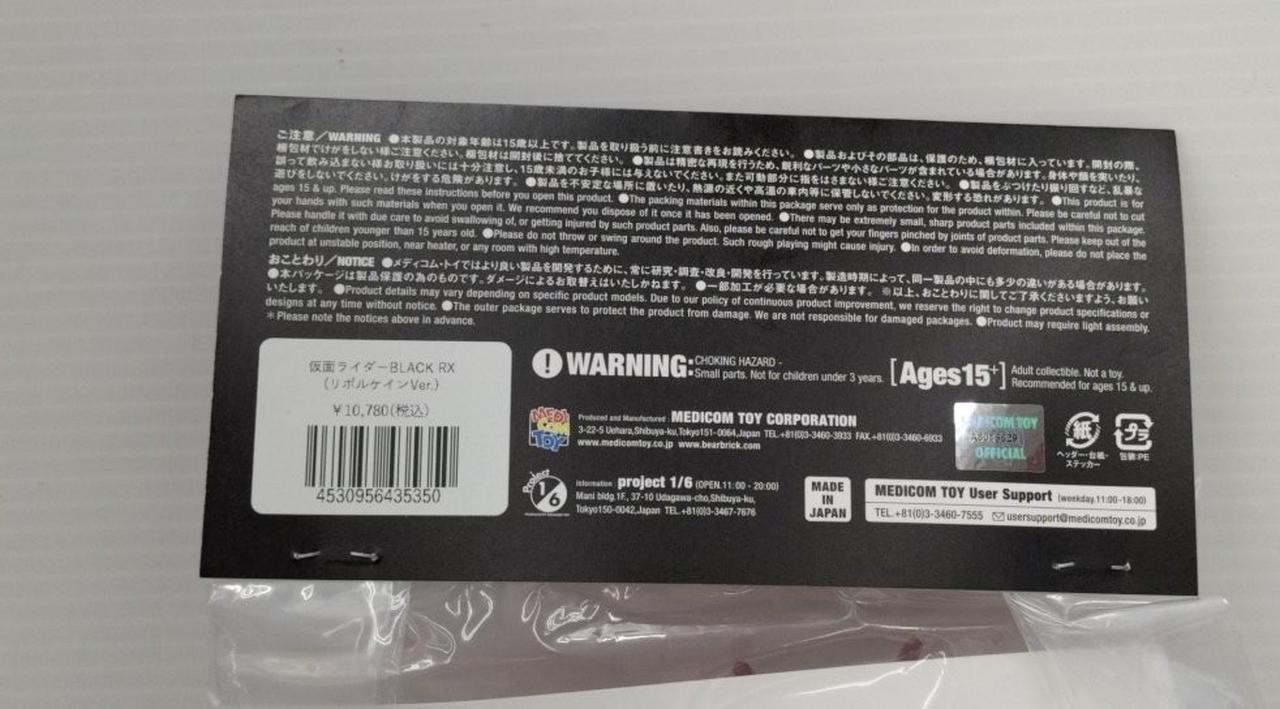 ご注意／WARNING ●本製品の対象年齢は15歳以上です。製品を取り扱う前に注意書きをお読みください。 ●製品およびその部品は、保護のため、梱包材に入っています。開封の際、
梱包材でけがをしない様ご注意ください。梱包材は開封後に捨ててください。 ●製品は精密な再現を行うため、鋭利なパーツや小さなパーツが含まれている場合があります。身体や顔を突いたり、
誤って飲み込まない様お取り扱いには十分注意し、15歳未満のお子様には与えないでください。また可動部分に指をはさまない様ご注意ください。 ●製品をぶつけたり振り回すなど、乱暴な
遊びをしないでください。けがをする危険があります。 ●製品を不安定な場所に置いたり、熱源の近くや高温の車内等に保管しないでください。変形する恐れがあります。 ●This product is for
ages 15 & up. Please read these instructions before you open this product. ●The packing materials within this package serve only as protection for the product within. Please be careful not to cut
your hands with such materials when you open it. We recommend you dispose of it once it has been opened. ●There may be extremely small, sharp product parts included within this package.
Please handle it with due care to avoid swallowing of, or getting injured by such product parts. Also, please be careful not to get your fingers pinched by joints of product parts. Please keep out of the
reach of children younger than 15 years old. ●Please do not throw or swing around the product. Such rough playing might cause injury. ●In order to avoid deformation, please do not place the
product at unstable position, near heater, or any room with high temperature.
おことわり／NOTICE ●メディコム・トイではより良い製品を開発するために、常に研究・調査・改良・開発を行っています。製造時期によって、同一製品の中にも多少の違いがある場合があります。
●本パッケージは製品保護の為のものです。ダメージによるお取替えはいたしかねます。 ●一部加工が必要な場合があります。 ※以上、おことわりに関してご了承くださいますよう、お願い
いたします。 ●Product details may vary depending on specific product models. Due to our policy of continuous product improvement, we reserve the right to change product specifications or
designs at any time without notice. ●The outer package serves to protect the product from damage. We are not responsible for damaged packages. ●Product may require light assembly.
＊Please note the notices above in advance.
仮面ライダーBLACK RX
(リボルケインVer.)
￥10,780(税込)
4530956435350
! WARNING: CHOKING HAZARD -
Small parts. Not for children under 3 years.
[Ages15+] Adult collectible. Not a toy.
Recommended for ages 15 & up.
MEDI COM TOY
Produced and Manufactured : MEDICOM TOY CORPORATION
3-22-5 Uehara,Shibuya-ku,Tokyo151-0064,Japan TEL.+81(0)3-3460-3933 FAX.+81(0)3-3460-6933
www.medicomtoy.co.jp www.bearbrick.com
MEDICOM TOY
OFFICIAL
紙
ヘッダー・台紙・
ステッカー
プラ
包装:PE
Project 1/6
Information : project 1/6 (OPEN.11:00 - 20:00)
Mani bldg.1F., 37-10 Udagawa-cho,Shibuya-ku,
Tokyo150-0042,Japan TEL.+81(0)3-3467-7676
MADE
IN
JAPAN
MEDICOM TOY User Support (weekday.11:00-18:00)
TEL.+81(0)3-3460-7555 usersupport@medicomtoy.co.jp